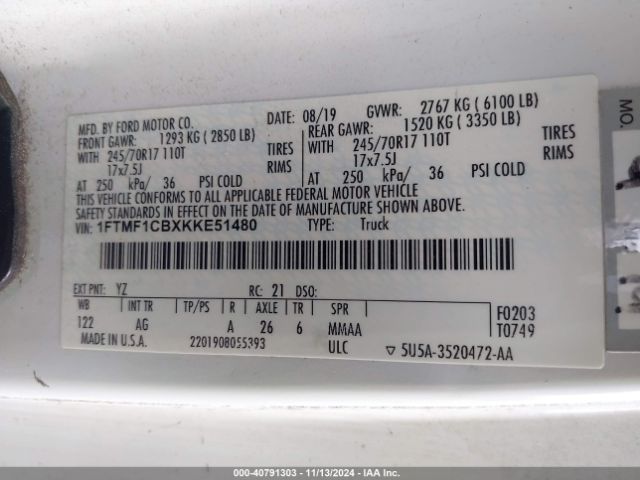 MFD. BY FORD MOTOR CO.
DATE: 08/19 GVWR: 2767 KG ( 6100 LB)
FRONT GAWR: 1293 KG ( 2850 LB)
REAR GAWR: 1520 KG ( 3350 LB)
WITH 245/70R17 110T TIRES
WITH 245/70R17 110T TIRES
17x7.5J RIMS
17x7.5J RIMS
AT 250 kPa/ 36 PSI COLD
AT 250 kPa/ 36 PSI COLD
THIS VEHICLE CONFORMS TO ALL APPLICABLE FEDERAL MOTOR VEHICLE
SAFETY STANDARDS IN EFFECT ON THE DATE OF MANUFACTURE SHOWN ABOVE.
VIN: 1FTMF1CBXKKE51480 TYPE: Truck
EXT PNT: YZ RC: 21 DSO:
WB INT TR TP/PS R AXLE TR SPR
122 AG A 26 6 MMAA
F0203
T0749
MADE IN U.S.A. 2201908055393 ULC ▽ 5U5A-3520472-AA
MO.
000-40791303 - 11/13/2024 - IAA Inc.